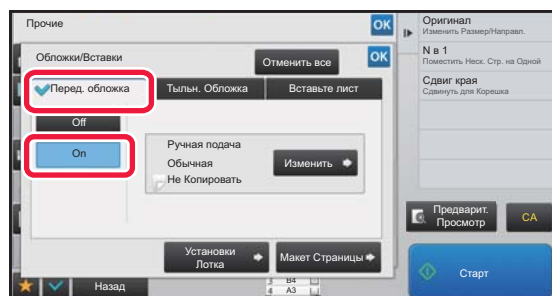 Прочие
OK
Обложки/Вставки
Отменить все
OK
Перед. обложка
Тыльн. Обложка
Вставьте лист
Off
On
Ручная подача
Обычная
Не Копировать
Изменить
Установки
Лотка
Макет Страницы
Назад
3 B4
4 A3
Оригинал
Изменить Размер/Направл.
N в 1
Поместить Неск. Стр. на Одной
Сдвиг края
Сдвинуть для Корешка
Предварит.
Просмотр
CA
Старт